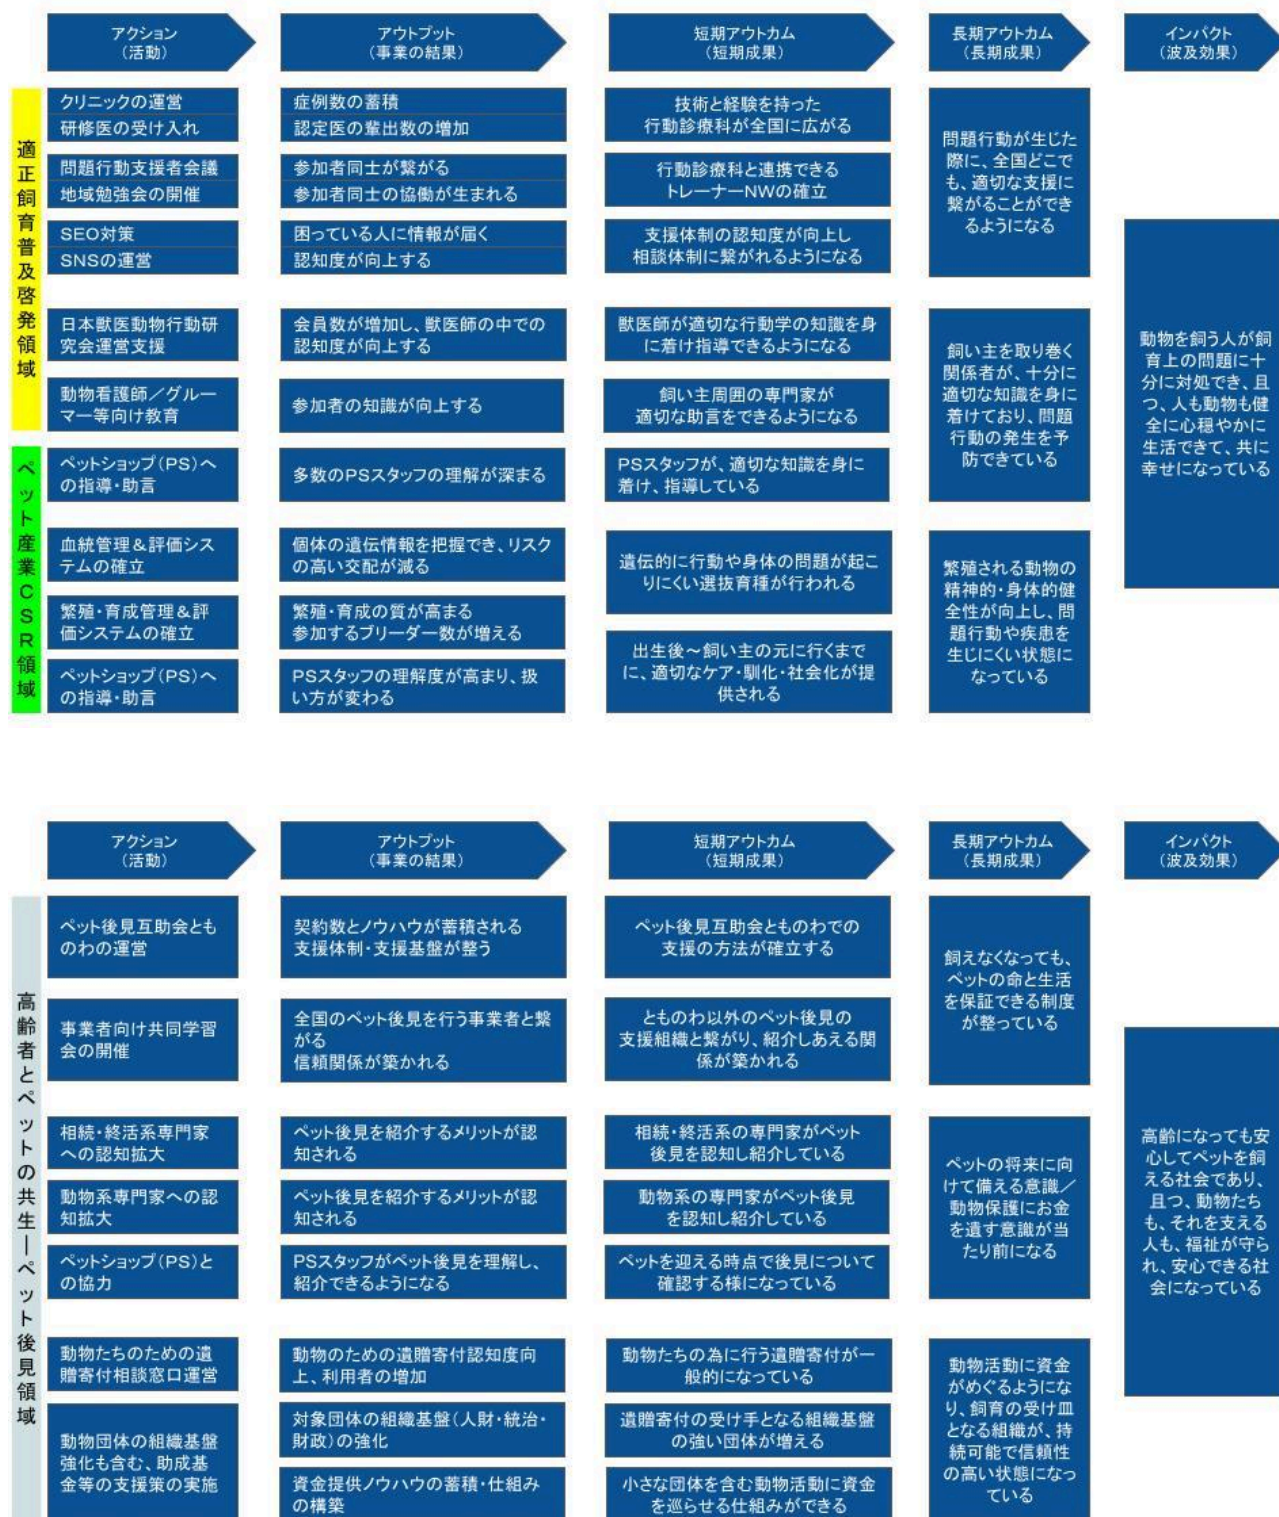 アクション
(活動)
アウトプット
(事業の結果)
短期アウトカム
(短期成果)
長期アウトカム
(長期成果)
インパクト
(波及効果)
適正飼育普及啓発領域
クリニックの運営
研修医の受け入れ
症例数の蓄積
認定医の輩出数の増加
技術と経験を持った
行動診療科が全国に広がる
問題行動支援者会議
地域勉強会の開催
参加者同士が繋がる
参加者同士の協働が生まれる
行動診療科と連携できる
トレーナーNWの確立
SEO対策
SNSの運営
困っている人に情報が届く
認知度が向上する
支援体制の認知度が向上し
相談体制に繋がれるようになる
問題行動が生じた
際に、全国どこで
も、適切な支援に
繋がることができ
るようになる
日本獣医動物行動研
究会運営支援
会員数が増加し、獣医師の中での
認知度が向上する
獣医師が適切な行動学の知識を身
に着け指導できるようになる
動物看護師／グルー
マー等向け教育
参加者の知識が向上する
飼い主周囲の専門家が
適切な助言をできるようになる
ペット産業CSR領域
ペットショップ(PS)へ
の指導・助言
多数のPSスタッフの理解が深まる
PSスタッフが、適切な知識を身に
着け、指導している
飼い主を取り巻く
関係者が、十分に
適切な知識を身に
着けており、問題
行動の発生を予
防できている
血統管理＆評価シス
テムの確立
個体の遺伝情報を把握でき、リスク
の高い交配が減る
遺伝的に行動や身体の問題が起こ
りにくい選抜育種が行われる
繁殖・育成管理＆評
価システムの確立
繁殖・育成の質が高まる
参加するブリーダー数が増える
出生後～飼い主の元に行くまで
に、適切なケア・馴化・社会化が提
供される
ペットショップ(PS)へ
の指導・助言
PSスタッフの理解度が高まり、扱
い方が変わる
繁殖される動物の
精神的・身体的健
全性が向上し、問
題行動や疾患を
生じにくい状態に
なっている
動物を飼う人が飼
育上の問題に十
分に対処でき、且
つ、人も動物も健
全に心穏やかに
生活できて、共に
幸せになっている
アクション
(活動)
アウトプット
(事業の結果)
短期アウトカム
(短期成果)
長期アウトカム
(長期成果)
インパクト
(波及効果)
高齢者とペットの共生―ペット後見領域
ペット後見互助会とも
のわの運営
契約数とノウハウが蓄積される
支援体制・支援基盤が整う
ペット後見互助会とものわでの
支援の方法が確立する
事業者向け共同学習
会の開催
全国のペット後見を行う事業者と繋
がる
信頼関係が築かれる
とものわ以外のペット後見の
支援組織と繋がり、紹介しあえる関
係が築かれる
飼えなくなっても、
ペットの命と生活
を保証できる制度
が整っている
相続・終活系専門家
への認知拡大
ペット後見を紹介するメリットが認
知される
相続・終活系の専門家がペット
後見を認知し紹介している
動物系専門家への認
知拡大
ペット後見を紹介するメリットが認
知される
動物系の専門家がペット後見
を認知し紹介している
ペットショップ(PS)と
の協力
PSスタッフがペット後見を理解し、
紹介できるようになる
ペットを迎える時点で後見について
確認する様になっている
ペットの将来に向
けて備える意識／
動物保護にお金
を遺す意識が当
たり前になる
動物たちのための遺
贈寄付相談窓口運営
動物のための遺贈寄付認知度向
上、利用者の増加
動物たちの為に行う遺贈寄付が一
般的になっている
動物団体の組織基盤
強化も含む、助成基
金等の支援策の実施
対象団体の組織基盤(人財・統治・
財政)の強化
遺贈寄付の受け手となる組織基盤
の強い団体が増える
資金提供ノウハウの蓄積・仕組み
の構築
小さな団体を含む動物活動に資金
を巡らせる仕組みができる
動物活動に資金
がめぐるようにな
り、飼育の受け皿
となる組織が、持
続可能で信頼性
の高い状態になっ
ている
高齢になっても安
心してペットを飼
える社会であり、
且つ、動物たち
も、それを支える
人も、福祉が守ら
れ、安心できる社
会になっている